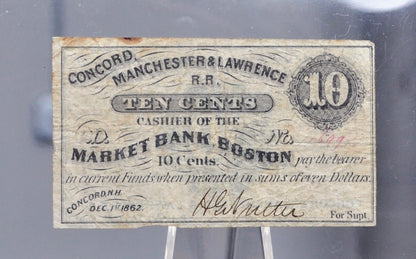 CONCORD,
MANCHESTER & LAWRENCE
R.R.
10
TEN CENTS
CASHIER OF THE
D. No.
MARKET BANK, BOSTON
10 Cents. pay the bearer
in current Funds when presented in sums of even Dollars.
CONCORD, N.H.
DEC. 1ST 1862.
For Supt.